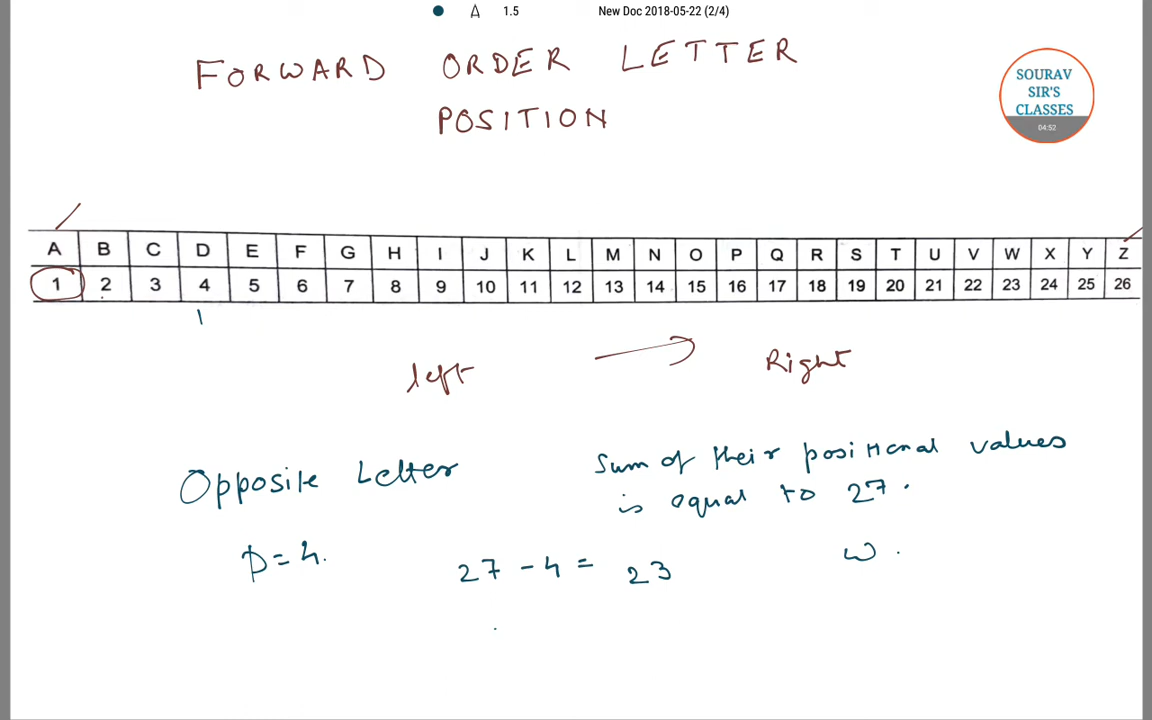 A 1.5 New Doc 2018-05-22 (2/4)
FORWARD ORDER LETTER
POSITION
SOURAV
SIR'S
CLASSES
04:52
A B C D E F G H I J K L M N O P Q R S T U V W X Y Z
1 2 3 4 5 6 7 8 9 10 11 12 13 14 15 16 17 18 19 20 21 22 23 24 25 26
left → Right
Opposite Letter
Sum of their positional values
is equal to 27.
D = 4.
27 - 4 = 23
W.